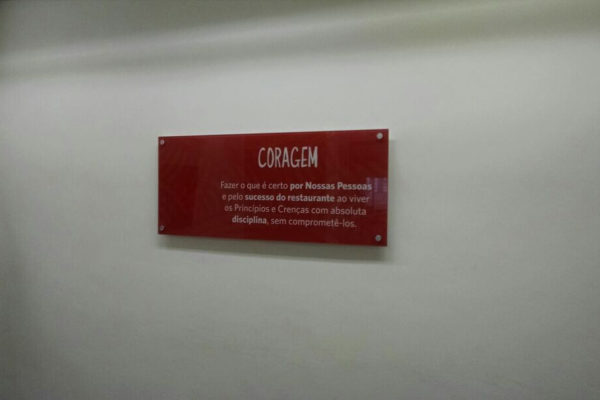 CORAGEM
Fazer o que é certo por Nossas Pessoas
e pelo sucesso do restaurante ao viver
os Princípios e Crenças com absoluta
disciplina, sem comprometê-los.